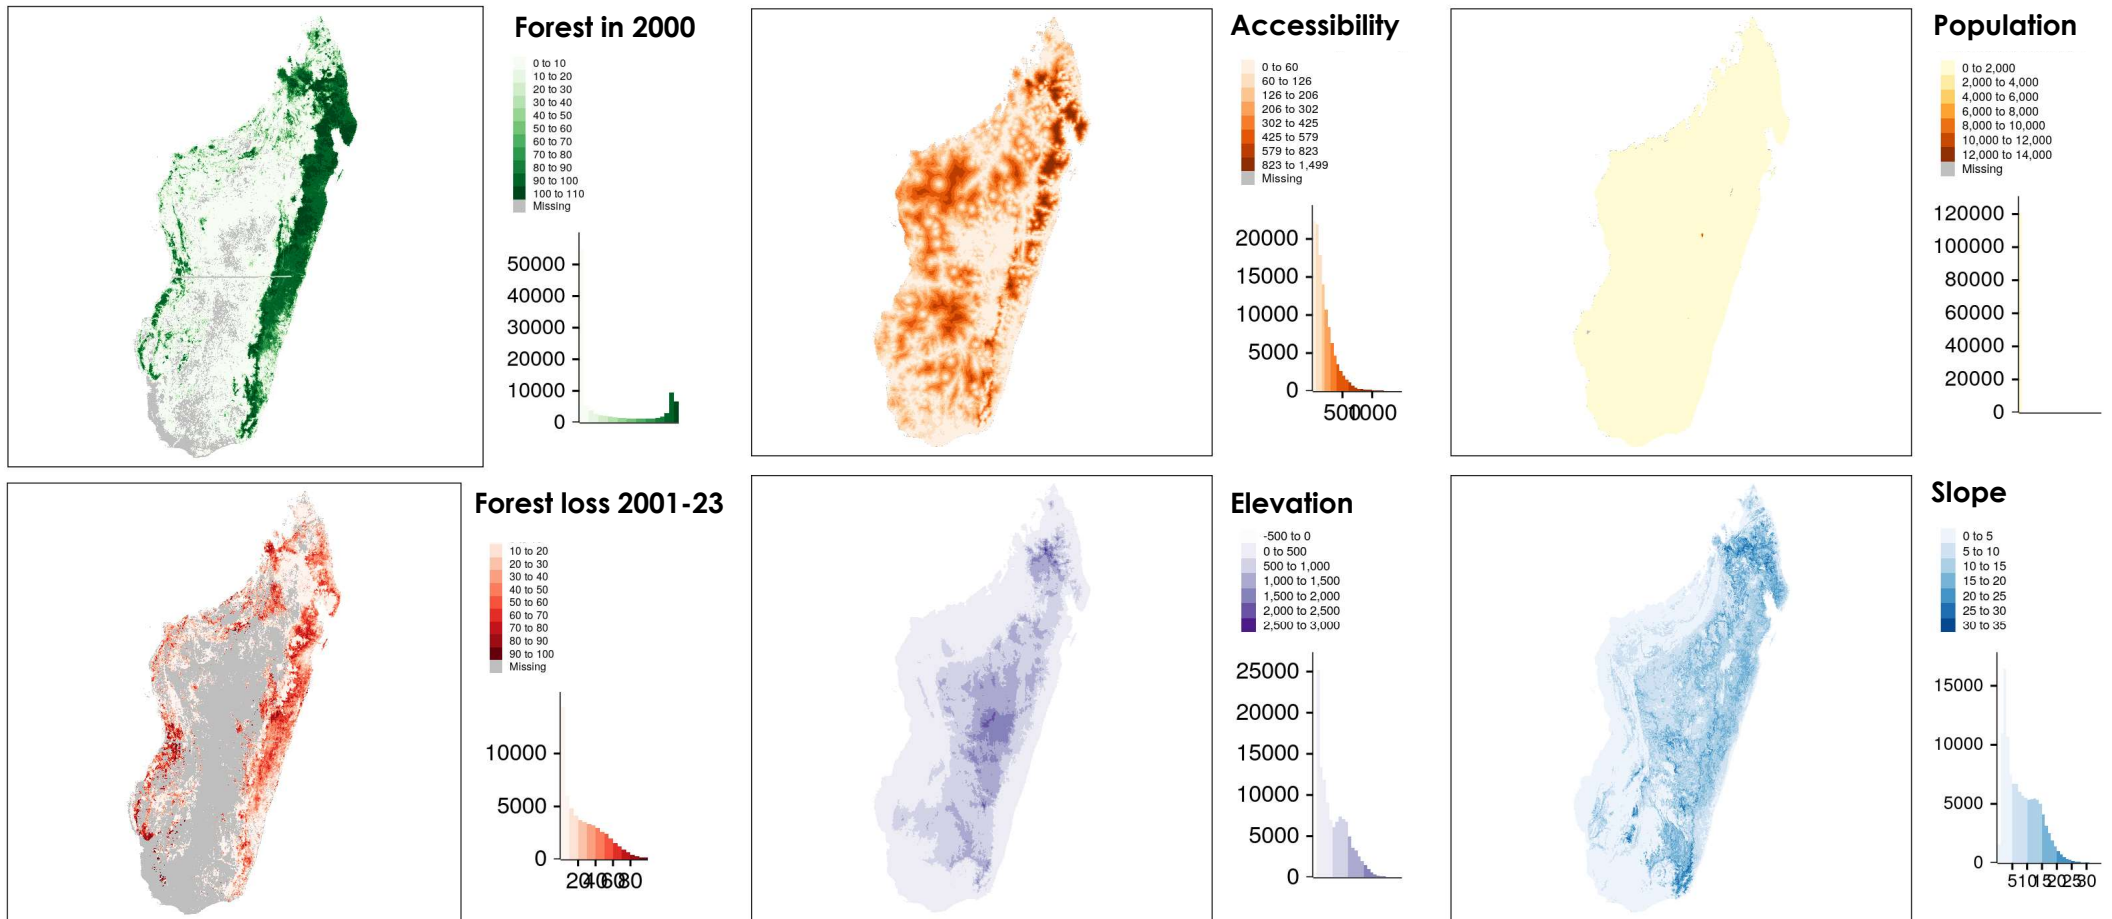 Forest in 2000
0 to 10
10 to 20
20 to 30
30 to 40
40 to 50
50 to 60
60 to 70
70 to 80
80 to 90
90 to 100
100 to 110
Missing
50000
40000
30000
20000
10000
0
Accessibility
0 to 60
60 to 126
126 to 206
206 to 302
302 to 425
425 to 579
579 to 823
823 to 1,499
Missing
20000
15000
10000
5000
0
500 1000
Population
0 to 2,000
2,000 to 4,000
4,000 to 6,000
6,000 to 8,000
8,000 to 10,000
10,000 to 12,000
12,000 to 14,000
Missing
120000
100000
80000
60000
40000
20000
0
Forest loss 2001-23
10 to 20
20 to 30
30 to 40
40 to 50
50 to 60
60 to 70
70 to 80
80 to 90
90 to 100
Missing
10000
5000
0
20 40 60 80
Elevation
-500 to 0
0 to 500
500 to 1,000
1,000 to 1,500
1,500 to 2,000
2,000 to 2,500
2,500 to 3,000
25000
20000
15000
10000
5000
0
Slope
0 to 5
5 to 10
10 to 15
15 to 20
20 to 25
25 to 30
30 to 35
15000
10000
5000
0
5 10 15 20 25 30